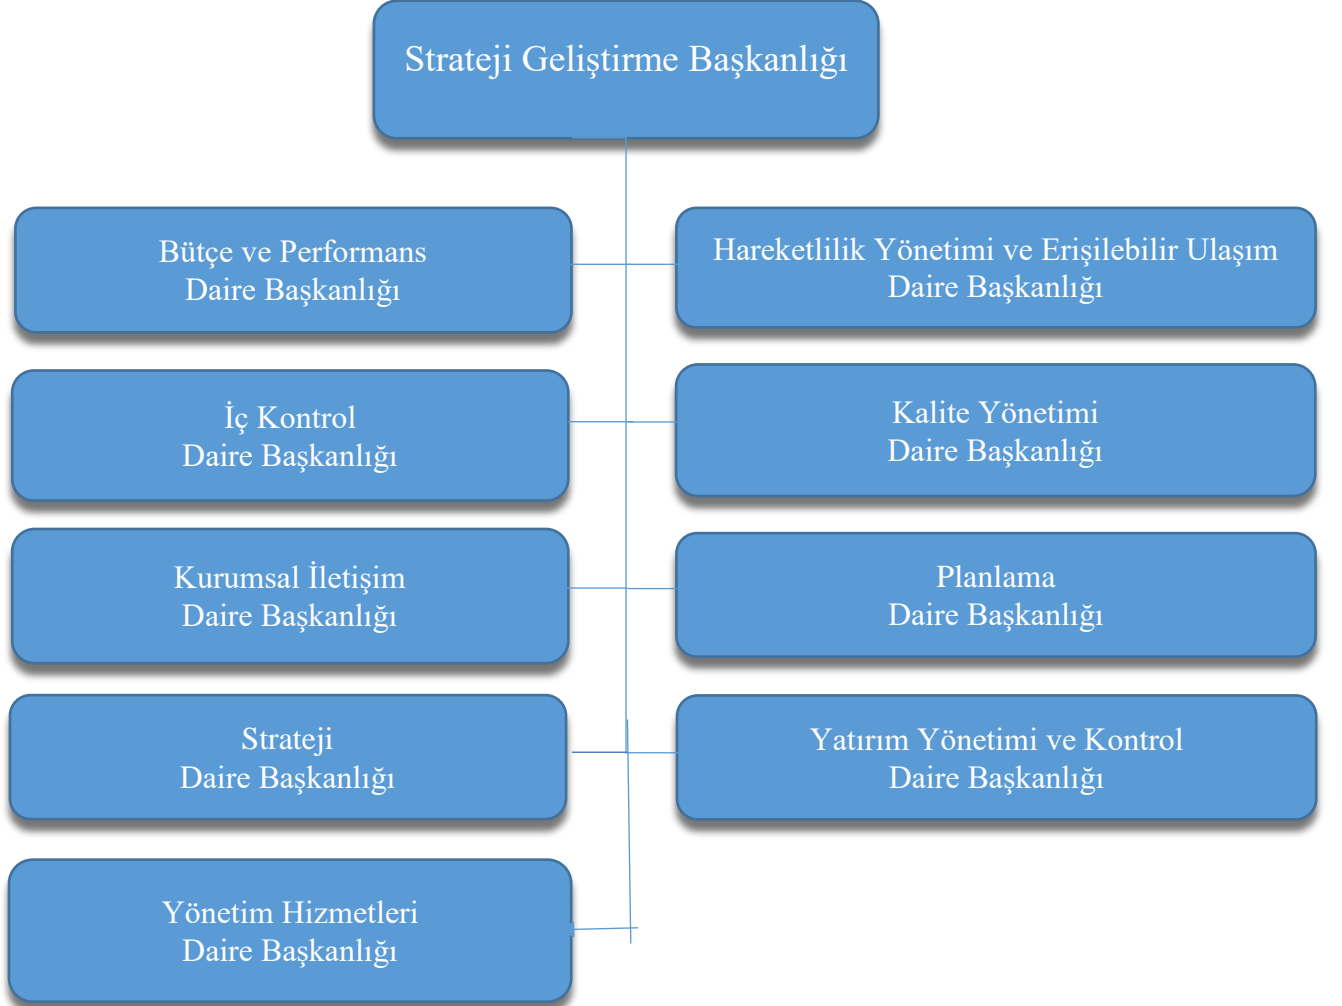 Strateji Geliştirme Başkanlığı
Bütçe ve Performans
Daire Başkanlığı
Hareketlilik Yönetimi ve Erişilebilir Ulaşım
Daire Başkanlığı
İç Kontrol
Daire Başkanlığı
Kalite Yönetimi
Daire Başkanlığı
Kurumsal İletişim
Daire Başkanlığı
Planlama
Daire Başkanlığı
Strateji
Daire Başkanlığı
Yatırım Yönetimi ve Kontrol
Daire Başkanlığı
Yönetim Hizmetleri
Daire Başkanlığı